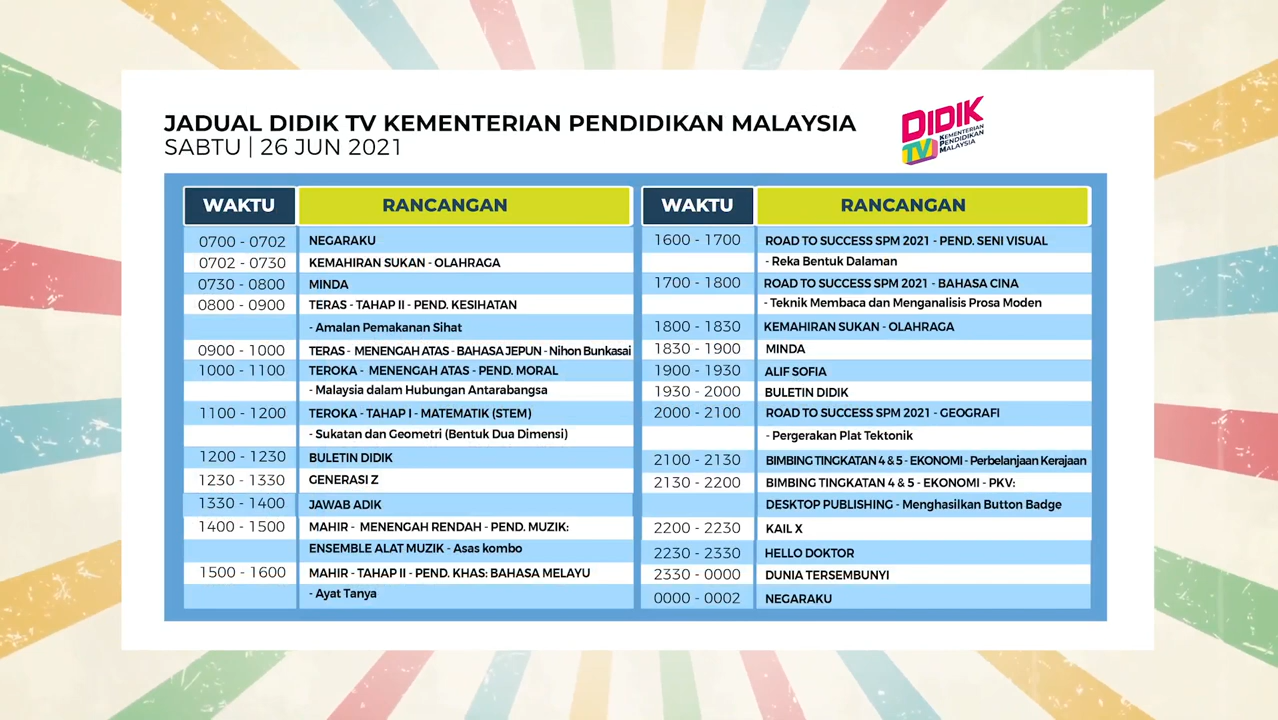 JADUAL DIDIK TV KEMENTERIAN PENDIDIKAN MALAYSIA
SABTU | 26 JUN 2021
DIDIK
TV
KEMENTERIAN
PENDIDIKAN
MALAYSIA
WAKTU RANCANGAN
0700 - 0702 NEGARAKU
0702 - 0730 KEMAHIRAN SUKAN - OLAHRAGA
0730 - 0800 MINDA
0800 - 0900 TERAS - TAHAP II - PEND. KESIHATAN
- Amalan Pemakanan Sihat
0900 - 1000 TERAS - MENENGAH ATAS - BAHASA JEPUN - Nihon Bunkasai
1000 - 1100 TEROKA - MENENGAH ATAS - PEND. MORAL
- Malaysia dalam Hubungan Antarabangsa
1100 - 1200 TEROKA - TAHAP I - MATEMATIK (STEM)
- Sukatan dan Geometri (Bentuk Dua Dimensi)
1200 - 1230 BULETIN DIDIK
1230 - 1330 GENERASI Z
1330 - 1400 JAWAB ADIK
1400 - 1500 MAHIR - MENENGAH RENDAH - PEND. MUZIK:
ENSEMBLE ALAT MUZIK - Asas kombo
1500 - 1600 MAHIR - TAHAP II - PEND. KHAS: BAHASA MELAYU
- Ayat Tanya
WAKTU RANCANGAN
1600 - 1700 ROAD TO SUCCESS SPM 2021 - PEND. SENI VISUAL
- Reka Bentuk Dalaman
1700 - 1800 ROAD TO SUCCESS SPM 2021 - BAHASA CINA
- Teknik Membaca dan Menganalisis Prosa Moden
1800 - 1830 KEMAHIRAN SUKAN - OLAHRAGA
1830 - 1900 MINDA
1900 - 1930 ALIF SOFIA
1930 - 2000 BULETIN DIDIK
2000 - 2100 ROAD TO SUCCESS SPM 2021 - GEOGRAFI
- Pergerakan Plat Tektonik
2100 - 2130 BIMBING TINGKATAN 4 & 5 - EKONOMI - Perbelanjaan Kerajaan
2130 - 2200 BIMBING TINGKATAN 4 & 5 - EKONOMI - PKV:
DESKTOP PUBLISHING - Menghasilkan Button Badge
2200 - 2230 KAIL X
2230 - 2330 HELLO DOKTOR
2330 - 0000 DUNIA TERSEMBUNYI
0000 - 0002 NEGARAKU